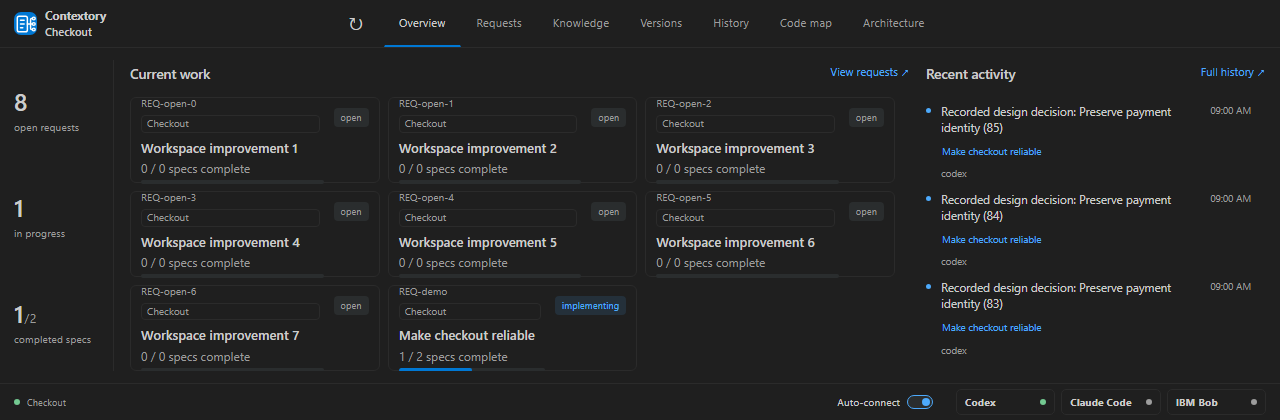 Contextory
Checkout
Overview
Requests
Knowledge
Versions
History
Code map
Architecture
8
open requests
1
in progress
1/2
completed specs
Current work
View requests ↗
REQ-open-0
Checkout
open
Workspace improvement 1
0 / 0 specs complete
REQ-open-1
Checkout
open
Workspace improvement 2
0 / 0 specs complete
REQ-open-2
Checkout
open
Workspace improvement 3
0 / 0 specs complete
REQ-open-3
Checkout
open
Workspace improvement 4
0 / 0 specs complete
REQ-open-4
Checkout
open
Workspace improvement 5
0 / 0 specs complete
REQ-open-5
Checkout
open
Workspace improvement 6
0 / 0 specs complete
REQ-open-6
Checkout
open
Workspace improvement 7
0 / 0 specs complete
REQ-demo
Checkout
implementing
Make checkout reliable
1 / 2 specs complete
Recent activity
Full history ↗
Recorded design decision: Preserve payment
identity (85)
09:00 AM
Make checkout reliable
codex
Recorded design decision: Preserve payment
identity (84)
09:00 AM
Make checkout reliable
codex
Recorded design decision: Preserve payment
identity (83)
09:00 AM
Make checkout reliable
codex
Checkout
Auto-connect
Codex
Claude Code
IBM Bob